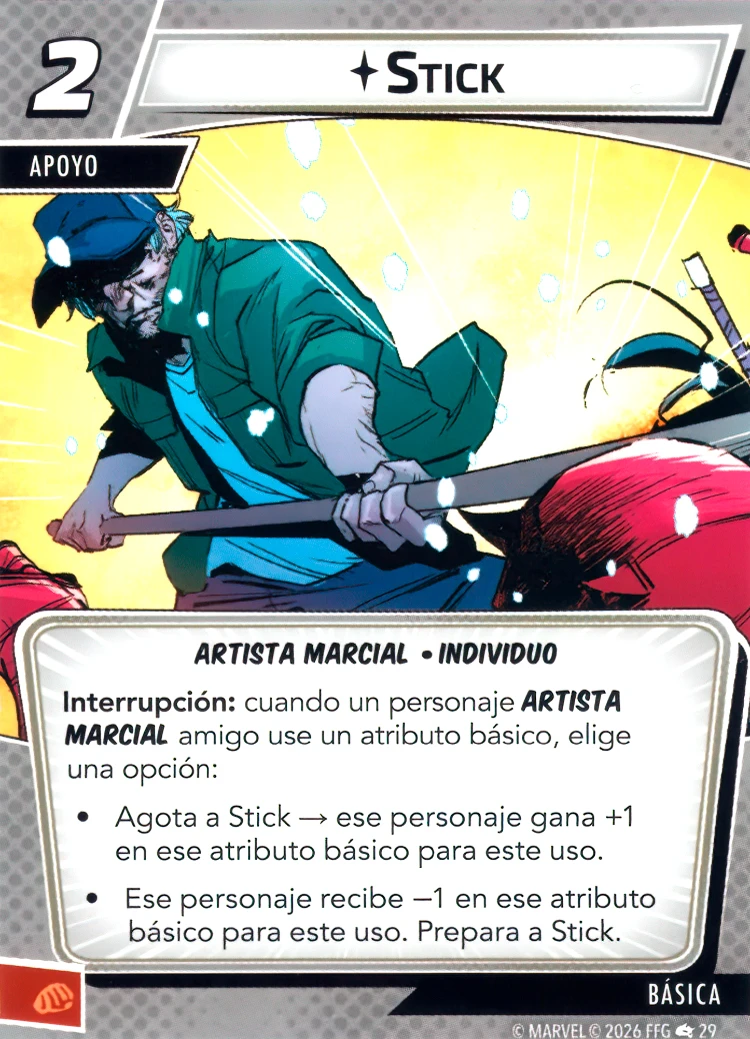 2
STICK
APOYO
ARTISTA MARCIAL • INDIVIDUO
Interrupción: cuando un personaje ARTISTA
MARCIAL amigo use un atributo básico, elige
una opción:
• Agota a Stick → ese personaje gana +1
en ese atributo básico para este uso.
• Ese personaje recibe –1 en ese atributo
básico para este uso. Prepara a Stick.
BÁSICA
© MARVEL © 2026 FFG 29